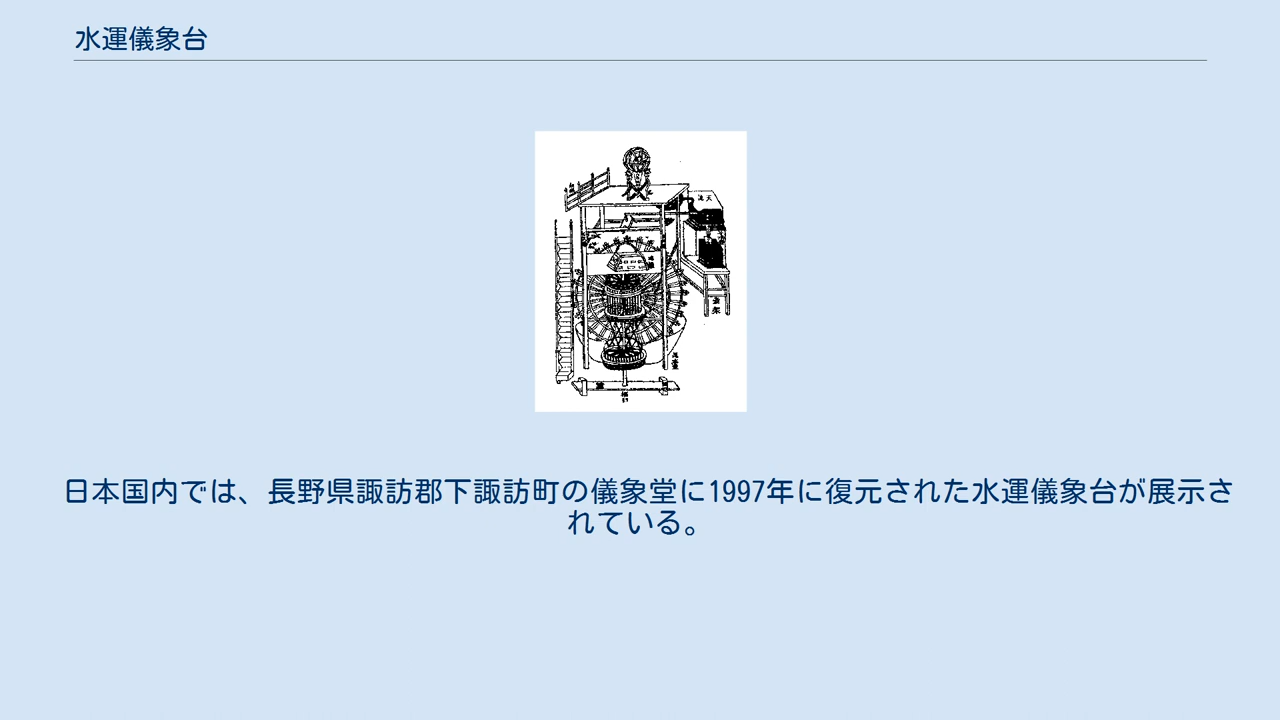 水運儀象台
日本国内では、長野県諏訪郡下諏訪町の儀象堂に1997年に復元された水運儀象台が展示さ
れている。